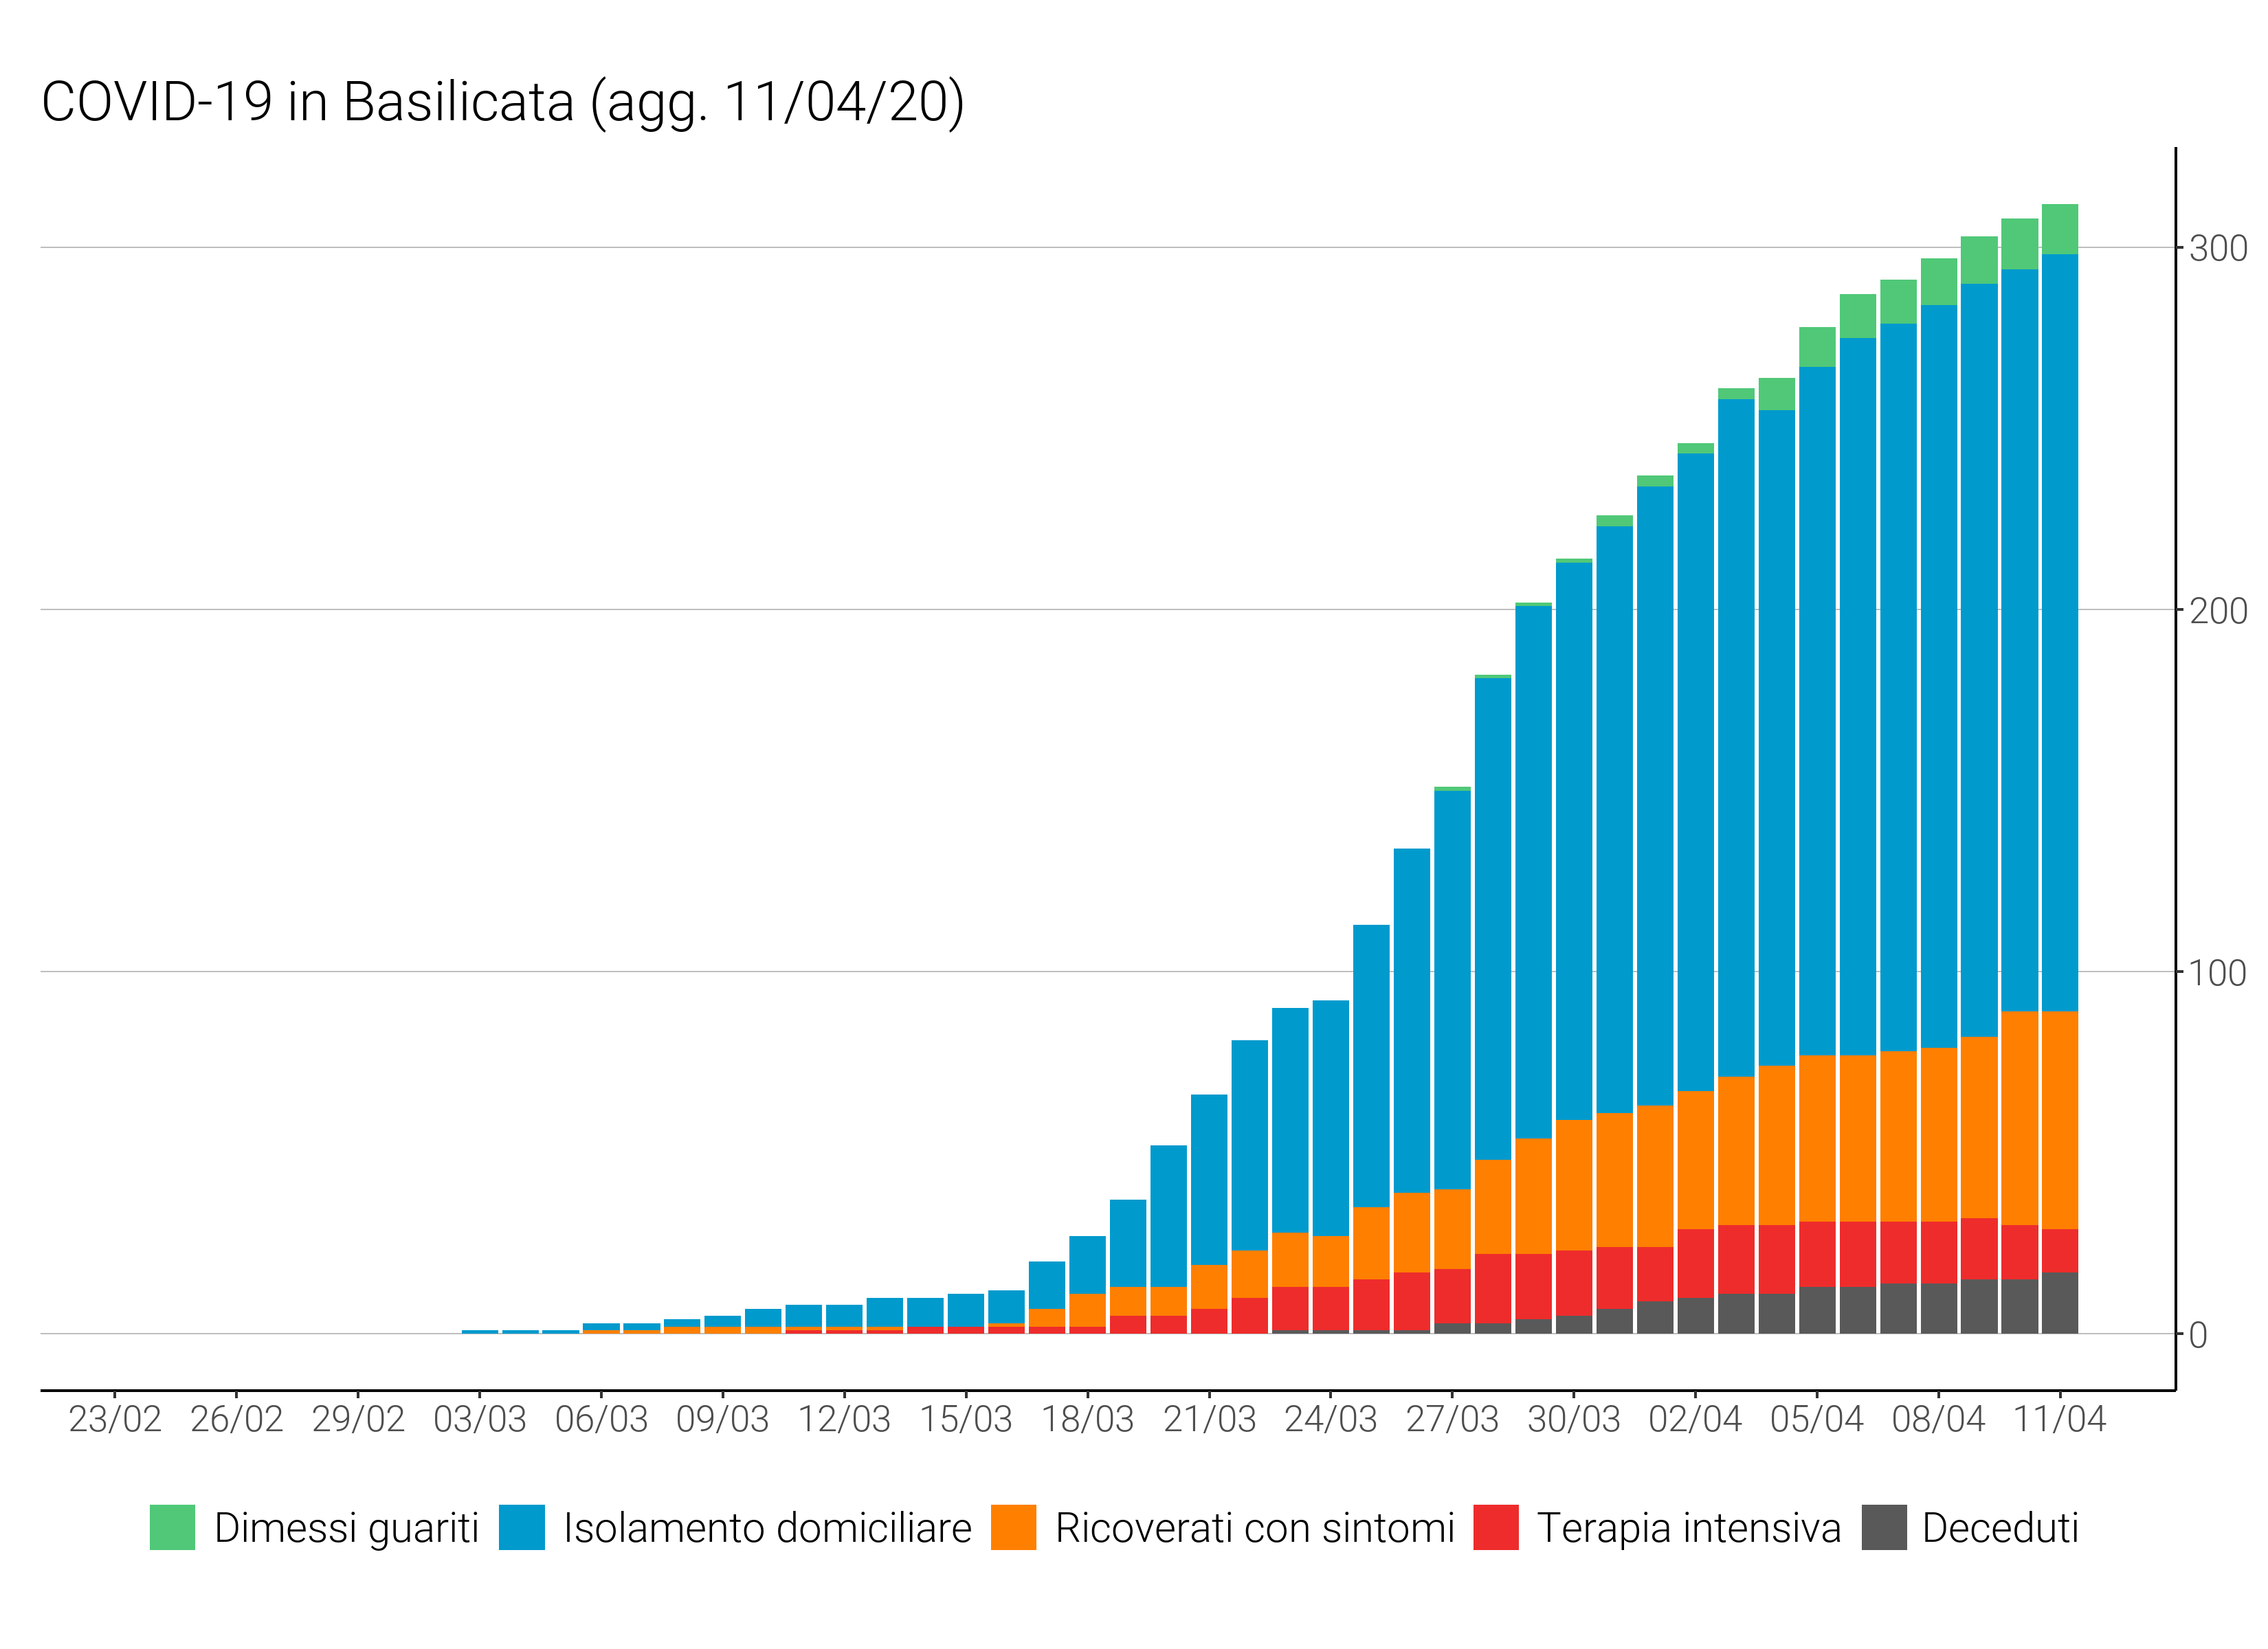 COVID-19 in Basilicata (agg. 11/04/20)
300
200
100
0
23/02 26/02 29/02 03/03 06/03 09/03 12/03 15/03 18/03 21/03 24/03 27/03 30/03 02/04 05/04 08/04 11/04
Dimessi guariti Isolamento domiciliare Ricoverati con sintomi Terapia intensiva Deceduti